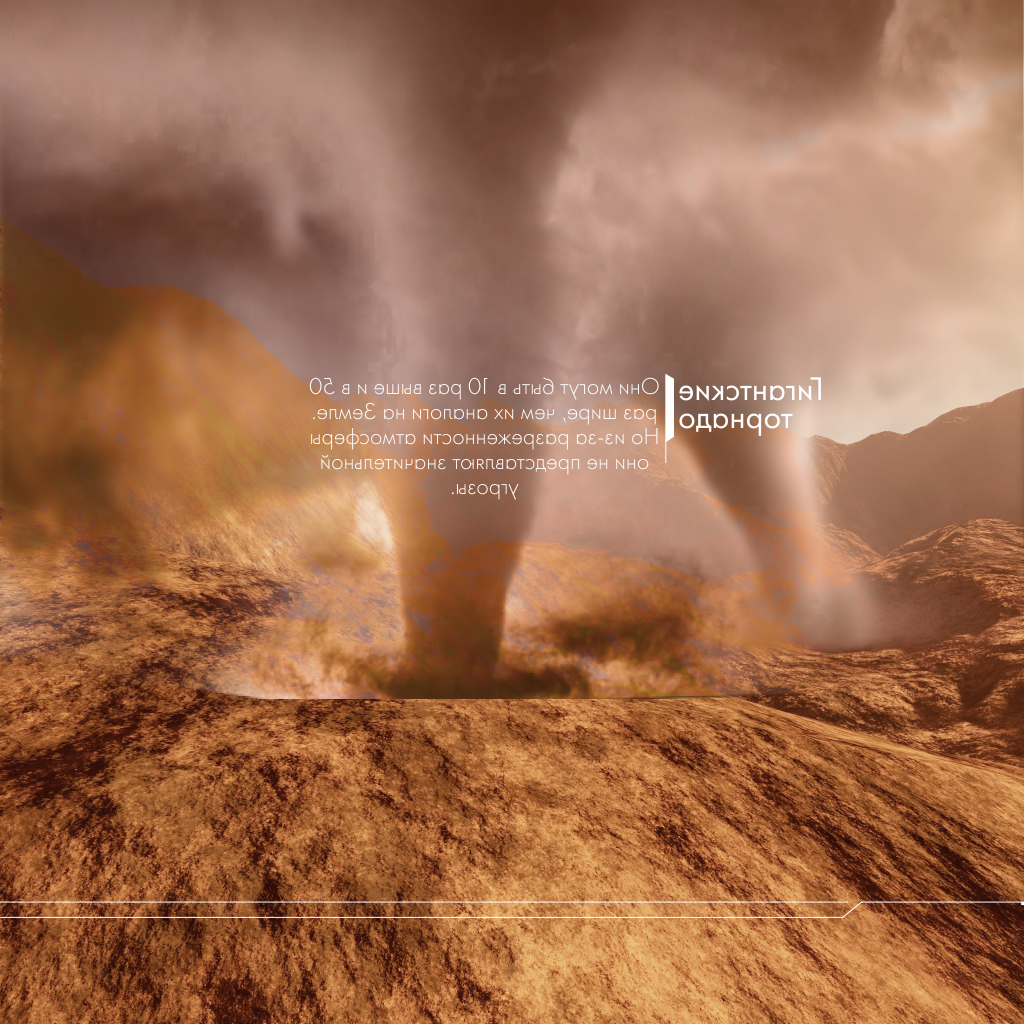 Гигантские
торнадо
Они могут быть в 10 раз выше и в 50
раз шире, чем их аналоги на Земле.
Но из-за разреженности атмосферы
они не представляют значительной
угрозы.